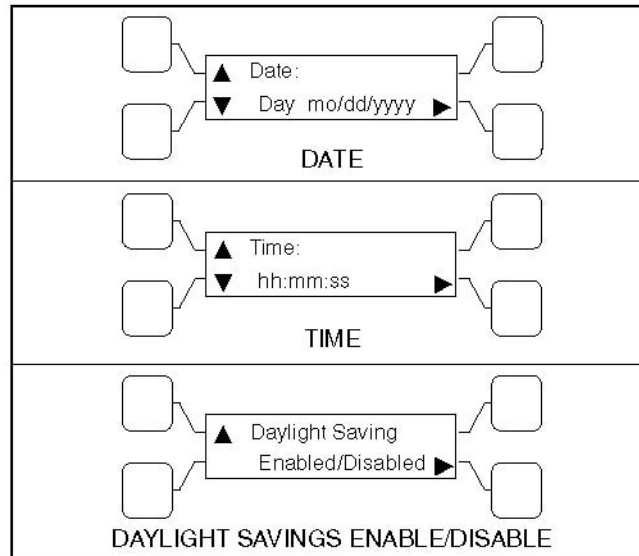 Date:
Day mo/dd/yyyy
DATE
Time:
hh:mm:ss
TIME
Daylight Saving
Enabled/Disabled
DAYLIGHT SAVINGS ENABLE/DISABLE